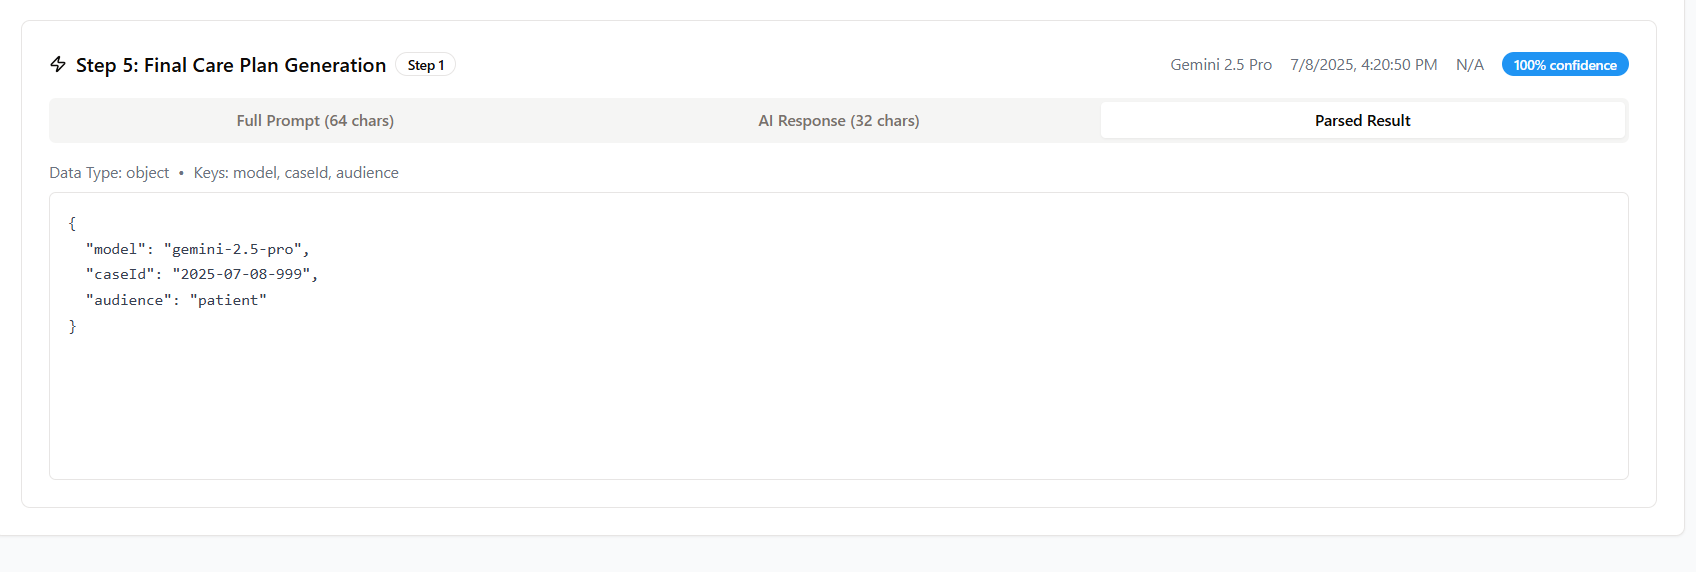 Step 5: Final Care Plan Generation Step 1 Gemini 2.5 Pro 7/8/2025, 4:20:50 PM N/A 100% confidence
Full Prompt (64 chars) AI Response (32 chars) Parsed Result
Data Type: object • Keys: model, caseId, audience
{
  "model": "gemini-2.5-pro",
  "caseId": "2025-07-08-999",
  "audience": "patient"
}